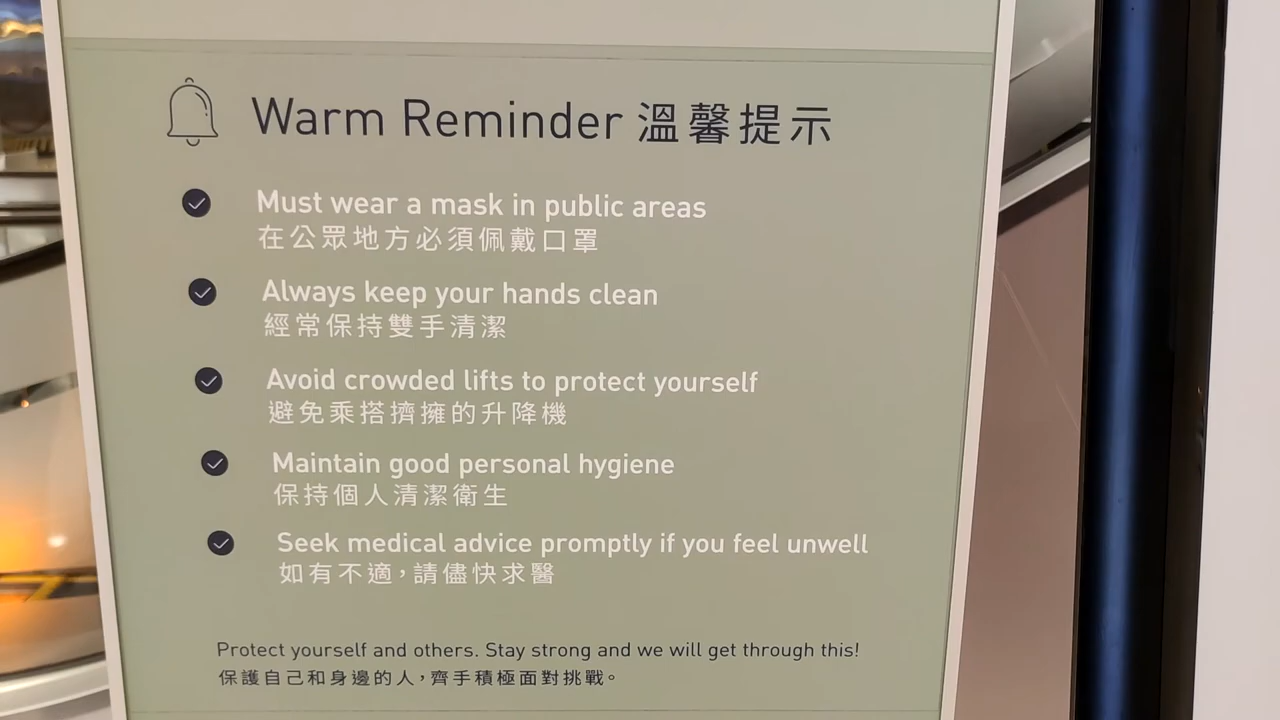 Warm Reminder 溫馨提示
Must wear a mask in public areas
在公眾地方必須佩戴口罩
Always keep your hands clean
經常保持雙手清潔
Avoid crowded lifts to protect yourself
避免乘搭擠擁的升降機
Maintain good personal hygiene
保持個人清潔衛生
Seek medical advice promptly if you feel unwell
如有不適，請儘快求醫
Protect yourself and others. Stay strong and we will get through this!
保護自己和身邊的人，齊手積極面對挑戰。